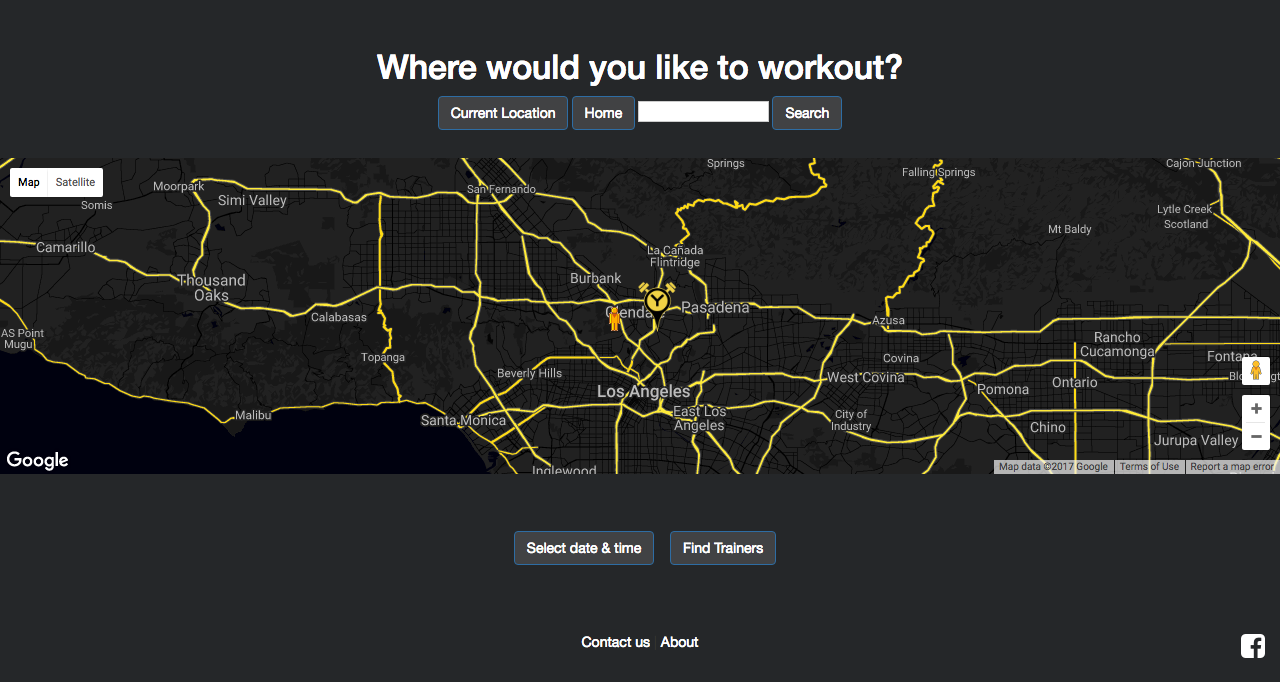 Where would you like to workout?
Current Location Home Search
Map Satellite
Springs
Falling Springs
Cajon Junction
Moorpark
Somis
Simi Valley
San Fernando
Lytle Creek
Scotland
Mt Baldy
Camarillo
La Cañada
Flintridge
Thousand
Oaks
Burbank
Pasadena
Calabasas
Azusa
AS Point
Mugu
Rancho
Cucamonga
Topanga
Covina
Fontana
Beverly Hills
West Covina
Ontario
Los Angeles
Pomona
Malibu
Santa Monica
East Los
Angeles
City of
Industry
Chino
Jurupa Valley
Inglewood
Google
Map data ©2017 Google Terms of Use Report a map error
Select date & time Find Trainers
Contact us About